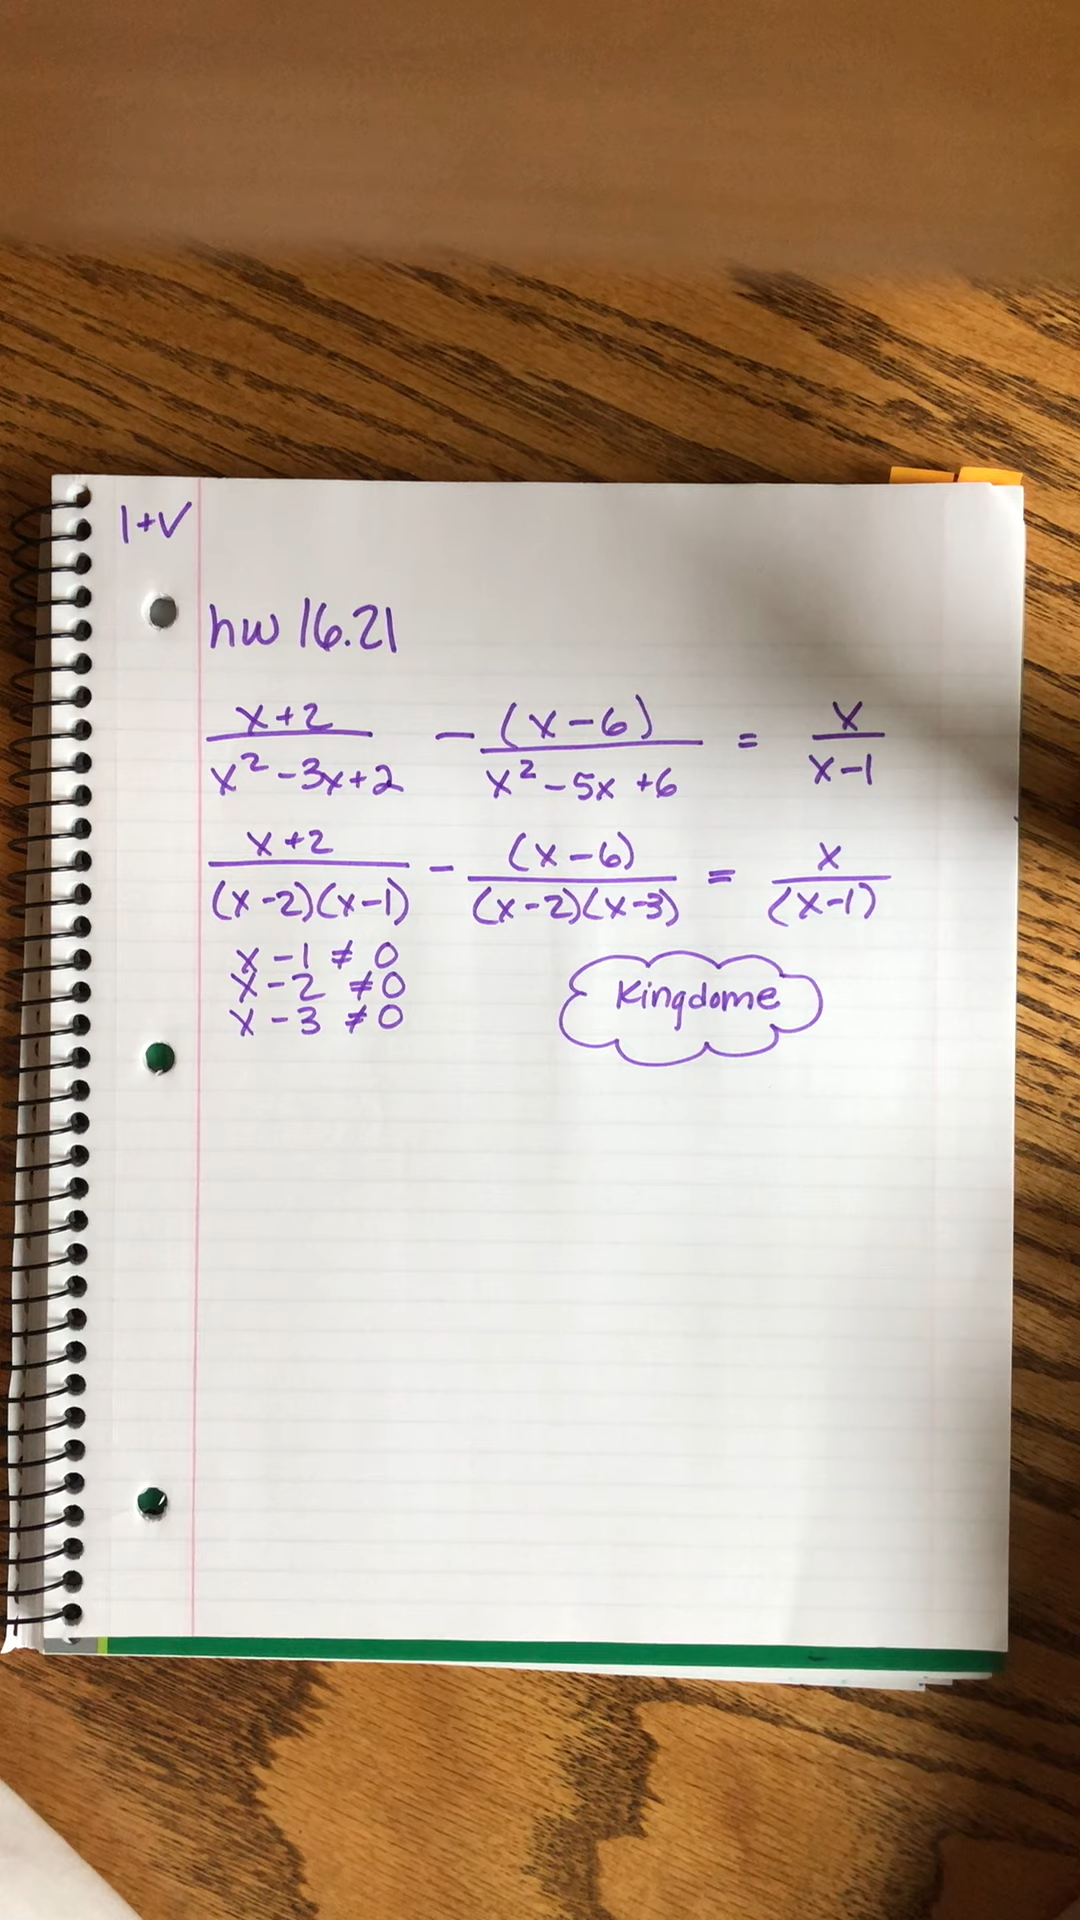 1+√
hw 16.21
x+2 / x² - 3x + 2 - (x - 6) / x² - 5x + 6 = x / x - 1
x + 2 / (x - 2)(x - 1) - (x - 6) / (x - 2)(x - 3) = x / (x - 1)
x - 1 ≠ 0
x - 2 ≠ 0
x - 3 ≠ 0
Kingdome